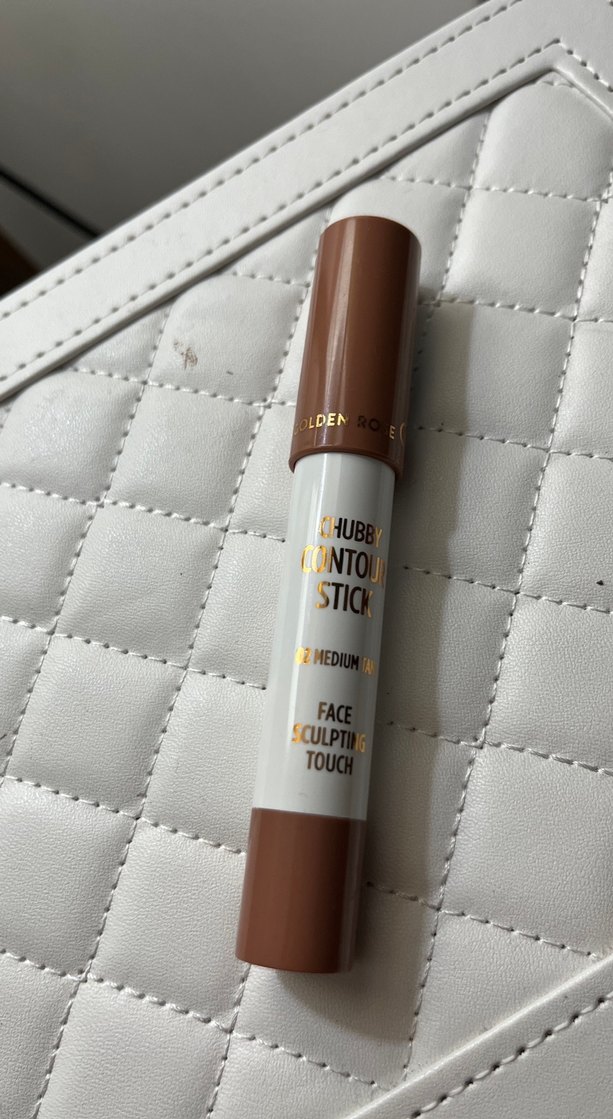 GOLDEN ROSE
CHUBBY
CONTOUR
STICK
02 MEDIUM TAN
FACE
SCULPTING
TOUCH